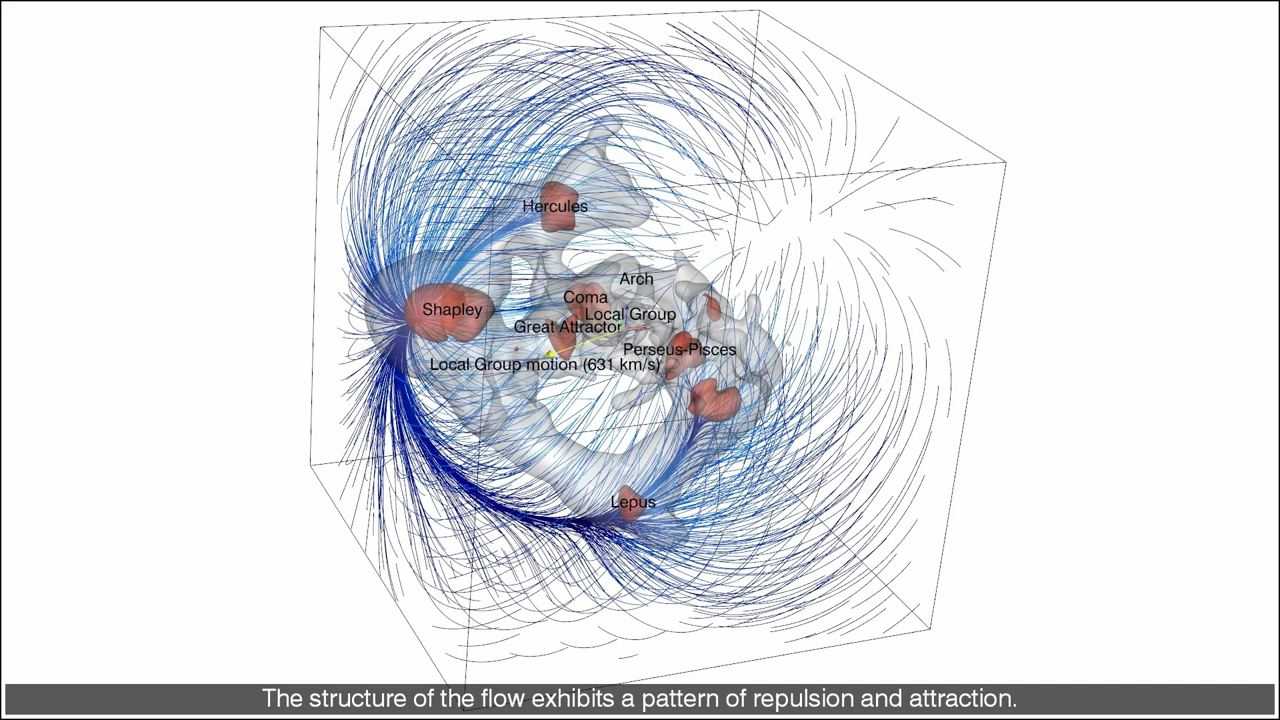 Hercules
Arch
Coma
Shapley
Local Group
Great Attractor
Perseus-Pisces
Local Group motion (631 km/s)
Lepus
The structure of the flow exhibits a pattern of repulsion and attraction.